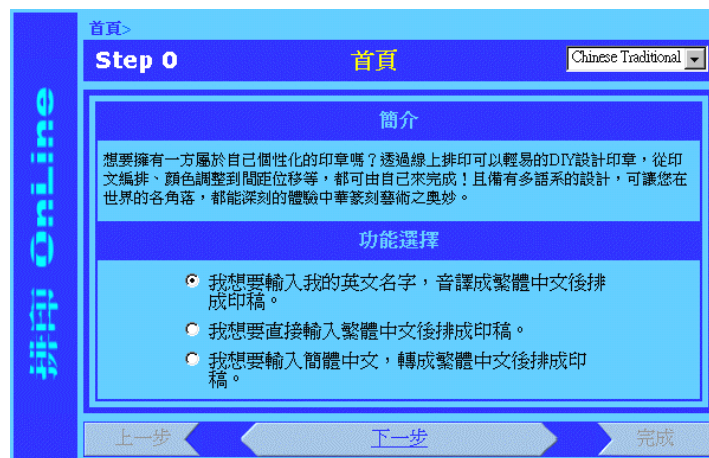 首頁>
Step 0
首頁
Chinese Traditional
排印 OnLine
簡介
想要擁有一方屬於自己個性化的印章嗎？透過線上排印可以輕易的DIY設計印章，從印
文編排、顏色調整到間距位移等，都可由自己來完成！且備有多語系的設計，可讓您在
世界的各角落，都能深刻的體驗中華篆刻藝術之奧妙。
功能選擇
我想要輸入我的英文名字，音譯成繁體中文後排
成印稿。
我想要直接輸入繁體中文後排成印稿。
我想要輸入簡體中文，轉成繁體中文後排成印
稿。
上一步
下一步
完成